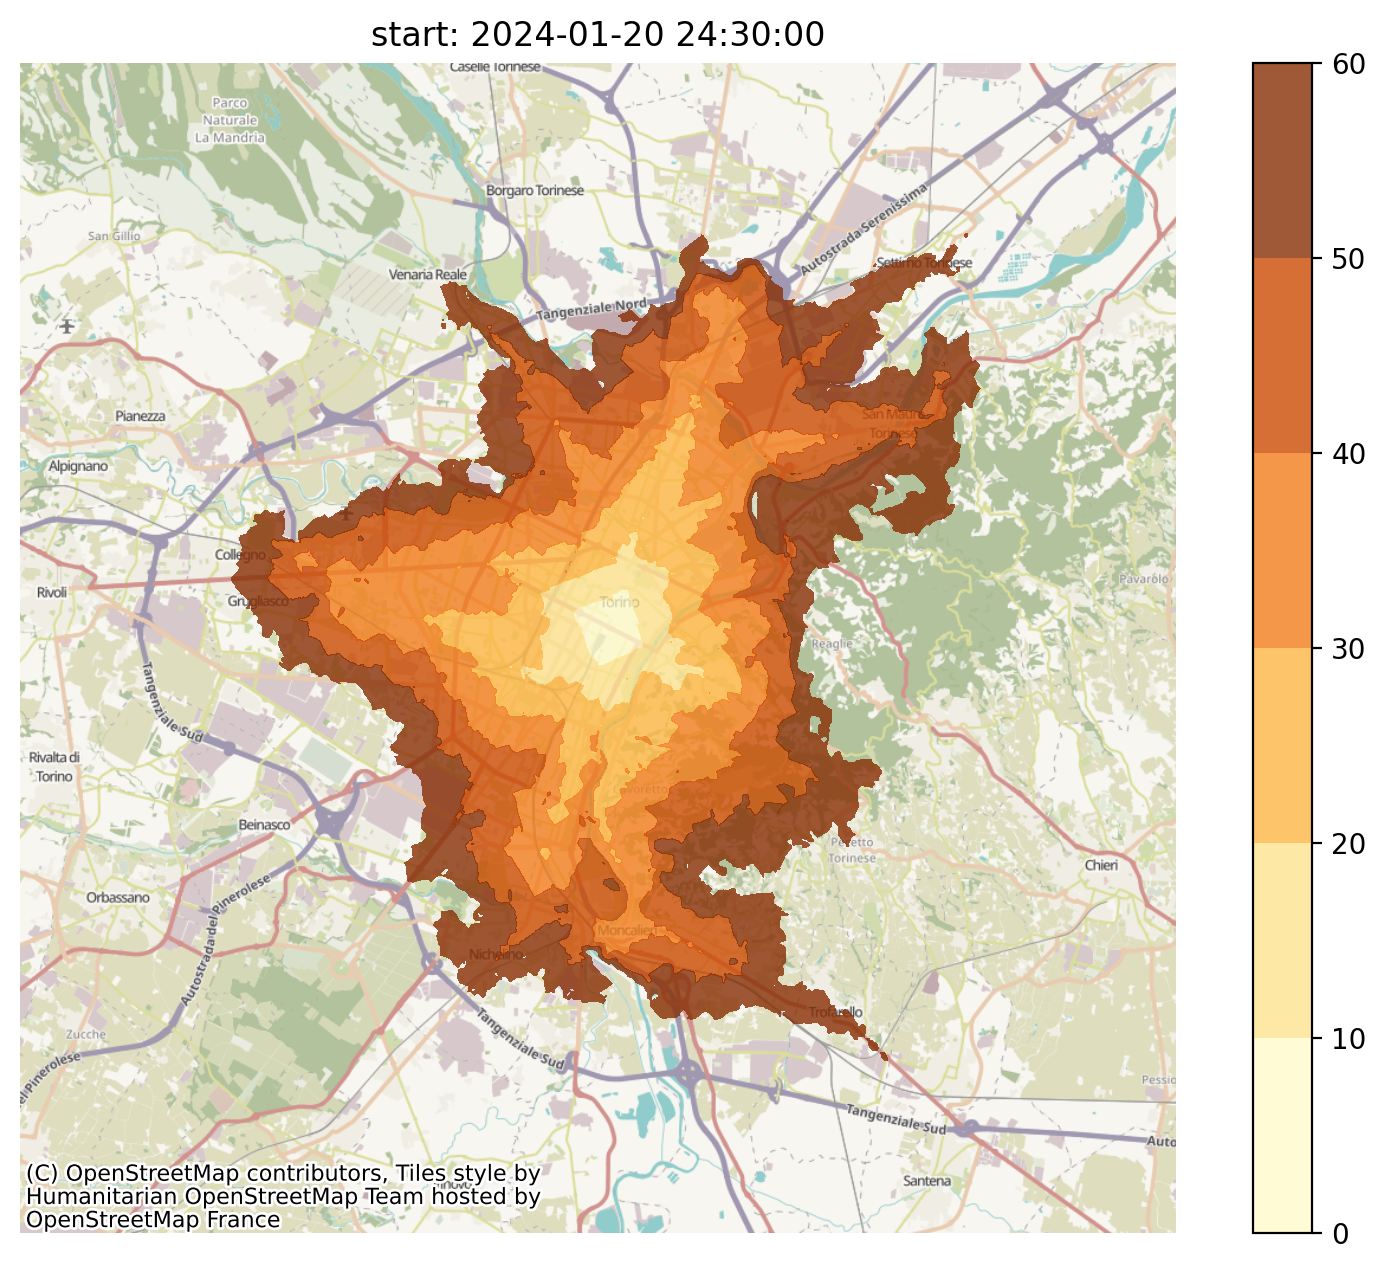 start: 2024-01-20 24:30:00
Caselle Torinese
Parco
Naturale
La Mandria
Borgaro Torinese
San Gillio
Autostrada Serenissima
Settimo Torinese
Venaria Reale
Tangenziale Nord
Pianezza
San Mauro
Torinese
Alpignano
Collegno
Pavarolo
Rivoli
Grugliasco
Torino
Reaglie
Tangenziale Sud
Rivalta di
Torino
Cavoretto
Beinasco
Pecetto
Torinese
Chieri
Orbassano
Autostrada del Pinerolese
Moncalieri
Nichelino
Trofarello
Zucche
Tangenziale Sud
del Pinerolese
Pessio
Tangenziale Sud
Auto
Santena
(C) OpenStreetMap contributors, Tiles style by
Humanitarian OpenStreetMap Team hosted by
OpenStreetMap France
60
50
40
30
20
10
0